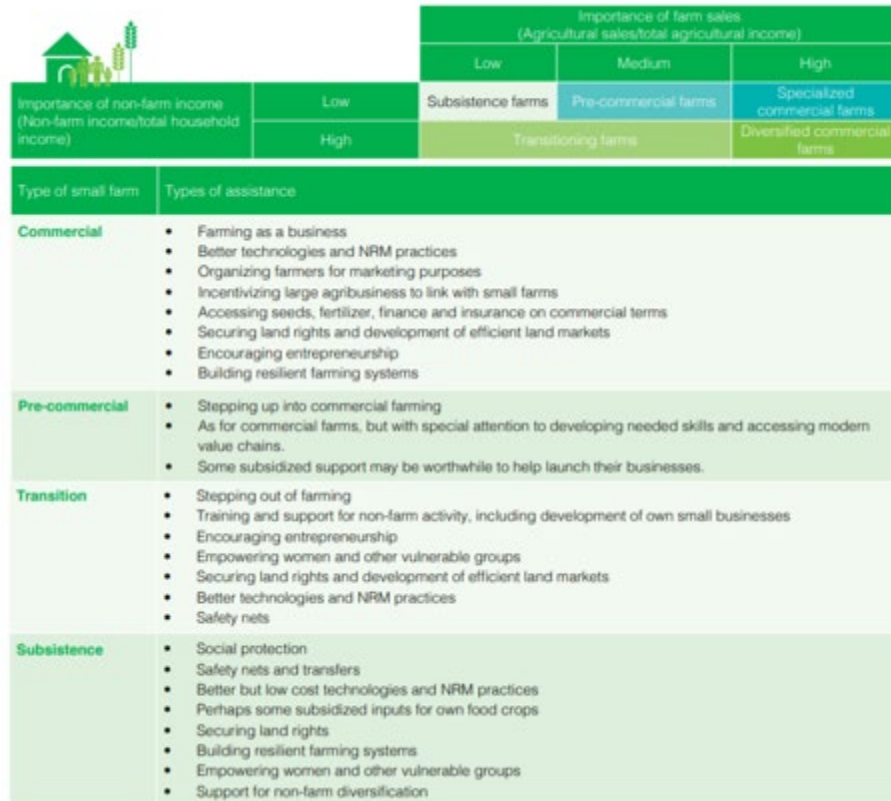 Importance of farm sales
(Agricultural sales/total agricultural income)
Low Medium High
Importance of non-farm income
(Non-farm income/total household
income)
Low Subsistence farms Pre-commercial farms Specialized
commercial farms
High Transitioning farms Diversified commercial
farms
Type of small farm Types of assistance
Commercial • Farming as a business
• Better technologies and NRM practices
• Organizing farmers for marketing purposes
• Incentivizing large agribusiness to link with small farms
• Accessing seeds, fertilizer, finance and insurance on commercial terms
• Securing land rights and development of efficient land markets
• Encouraging entrepreneurship
• Building resilient farming systems
Pre-commercial • Stepping up into commercial farming
• As for commercial farms, but with special attention to developing needed skills and accessing modern
value chains.
• Some subsidized support may be worthwhile to help launch their businesses.
Transition • Stepping out of farming
• Training and support for non-farm activity, including development of own small businesses
• Encouraging entrepreneurship
• Empowering women and other vulnerable groups
• Securing land rights and development of efficient land markets
• Better technologies and NRM practices
• Safety nets
Subsistence • Social protection
• Safety nets and transfers
• Better but low cost technologies and NRM practices
• Perhaps some subsidized inputs for own food crops
• Securing land rights
• Building resilient farming systems
• Empowering women and other vulnerable groups
• Support for non-farm diversification